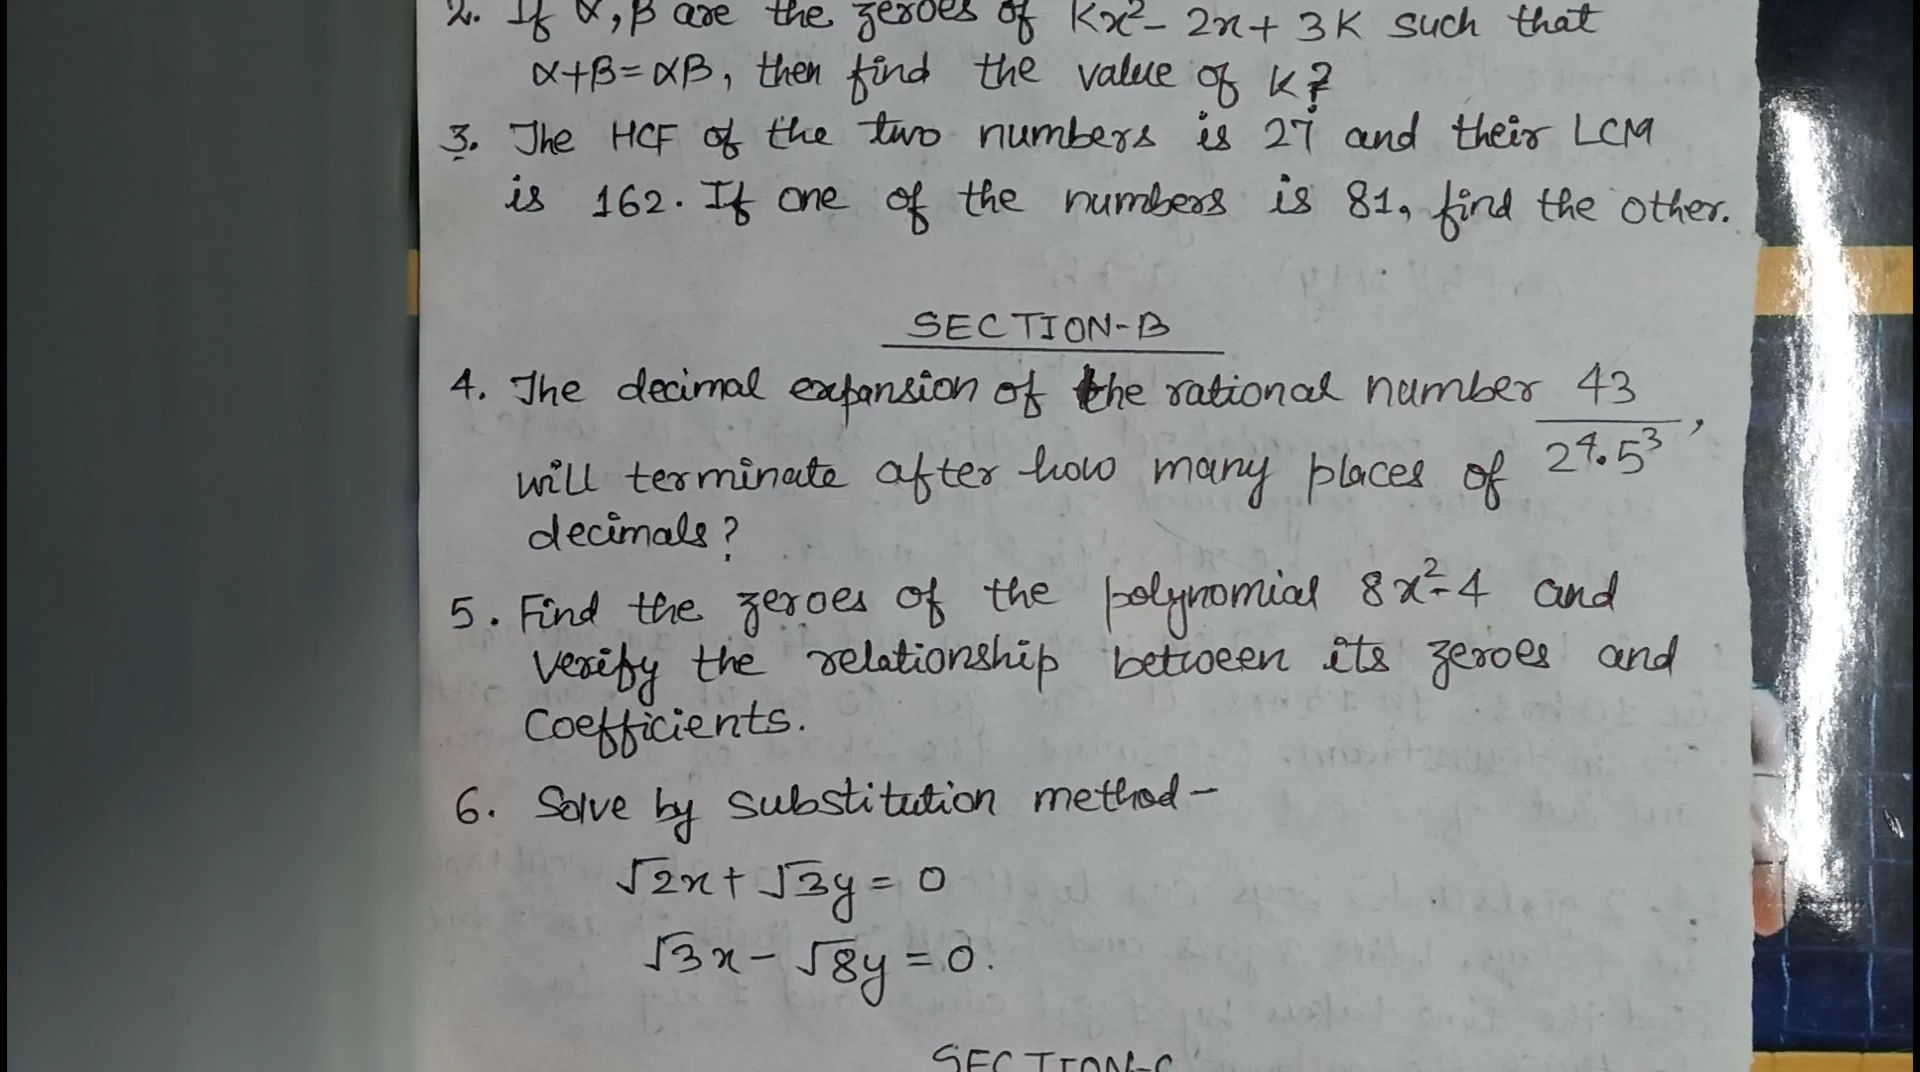 2. If α, β are the zeroes of Kx² - 2x + 3K such that
α+β=αβ, then find the value of K?
3. The HCF of the two numbers is 27 and their LCM
is 162. If one of the numbers is 81, find the other.
SECTION-B
4. The decimal expansion of the rational number 43/2⁴.5³,
will terminate after how many places of
decimals?
5. Find the zeroes of the polynomial 8x²-4 and
verify the relationship between its zeroes and
Coefficients.
6. Solve by substitution method-
√2x + √3y = 0
√3x - √8y = 0.
SECTION-C